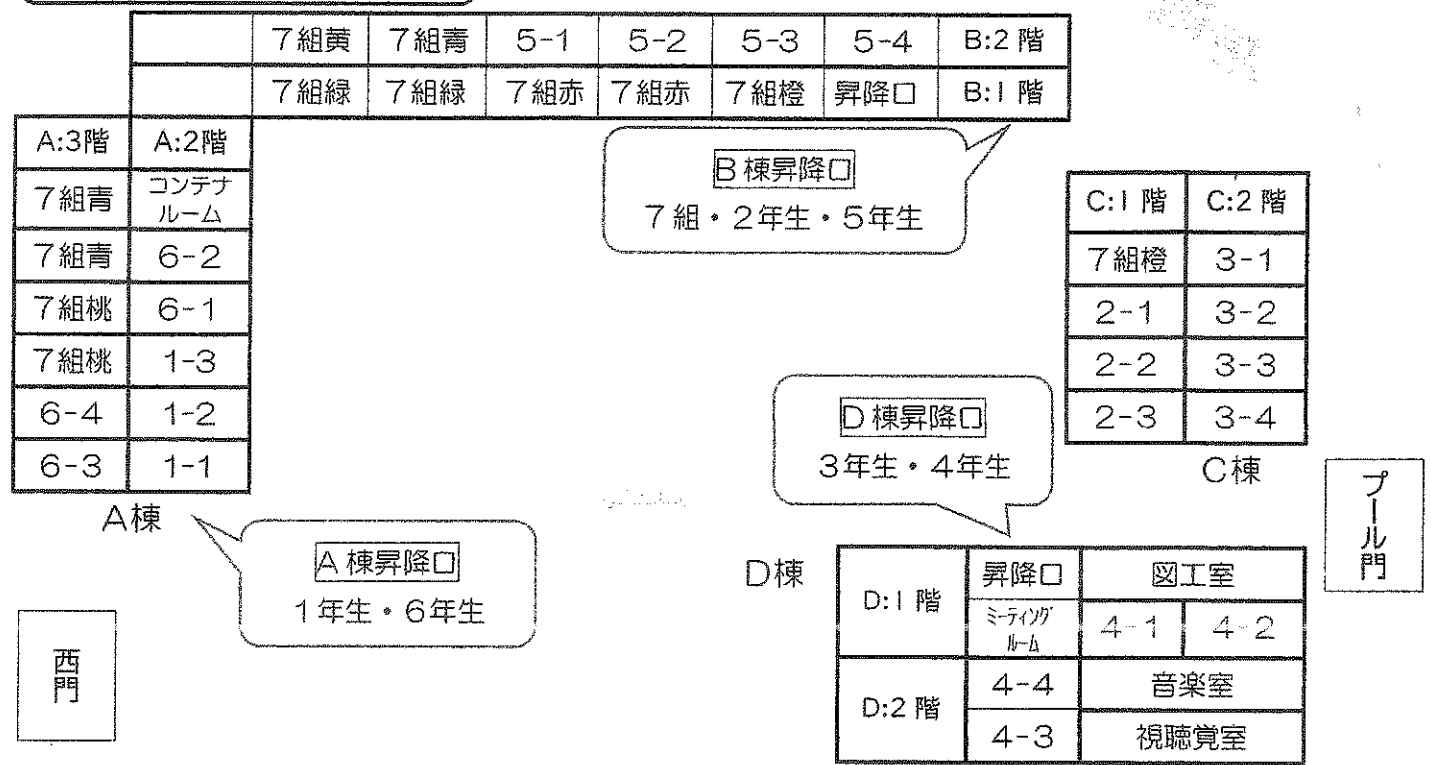 7組黄 7組青 5-1 5-2 5-3 5-4 B:2階
7組緑 7組緑 7組赤 7組赤 7組橙 昇降口 B:1階
A:3階 A:2階
7組青 コンテナ
ルーム
7組青 6-2
7組桃 6-1
7組桃 1-3
6-4 1-2
6-3 1-1
A棟
B棟昇降口
7組・2年生・5年生
C:1階 C:2階
7組橙 3-1
2-1 3-2
2-2 3-3
2-3 3-4
C棟
D棟昇降口
3年生・4年生
プール門
A棟昇降口
1年生・6年生
西門
D棟
D:1階 昇降口 図工室
ミーティング
ルーム 4-1 4-2
D:2階 4-4 音楽室
4-3 視聴覚室